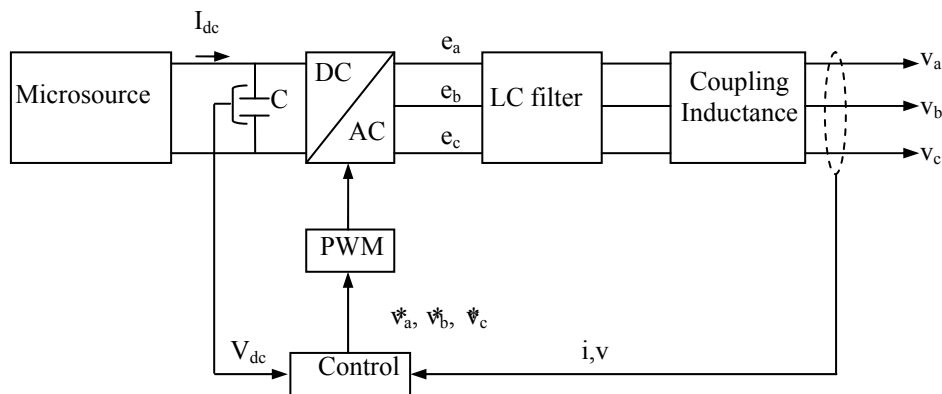 I_dc
Microsource
C
DC
AC
e_a
e_b
e_c
LC filter
Coupling
Inductance
v_a
v_b
v_c
PWM
v*_a, v*_b, v*_c
V_dc
Control
i,v